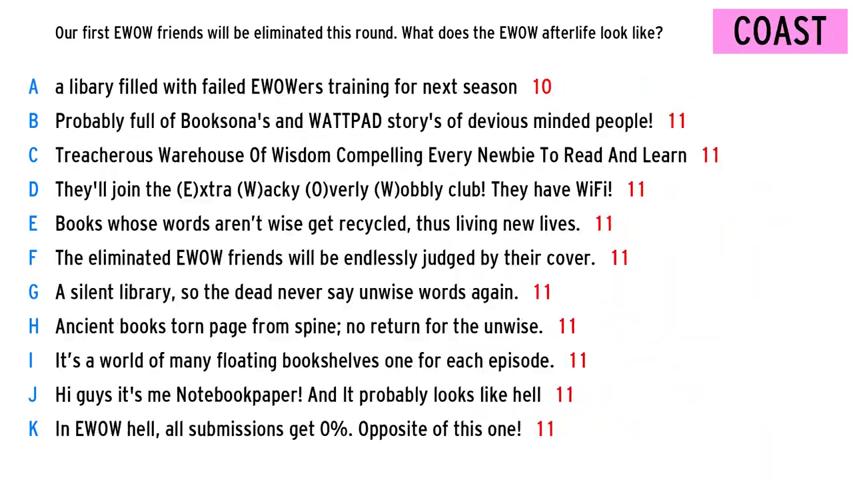 Our first EWOW friends will be eliminated this round. What does the EWOW afterlife look like?
COAST
A a libary filled with failed EWOWers training for next season 10
B Probably full of Booksona's and WATTPAD story's of devious minded people! 11
C Treacherous Warehouse Of Wisdom Compelling Every Newbie To Read And Learn 11
D They'll join the (E)xtra (W)acky (O)verly (W)obbly club! They have WiFi! 11
E Books whose words aren't wise get recycled, thus living new lives. 11
F The eliminated EWOW friends will be endlessly judged by their cover. 11
G A silent library, so the dead never say unwise words again. 11
H Ancient books torn page from spine; no return for the unwise. 11
I It's a world of many floating bookshelves one for each episode. 11
J Hi guys it's me Notebookpaper! And It probably looks like hell 11
K In EWOW hell, all submissions get 0%. Opposite of this one! 11